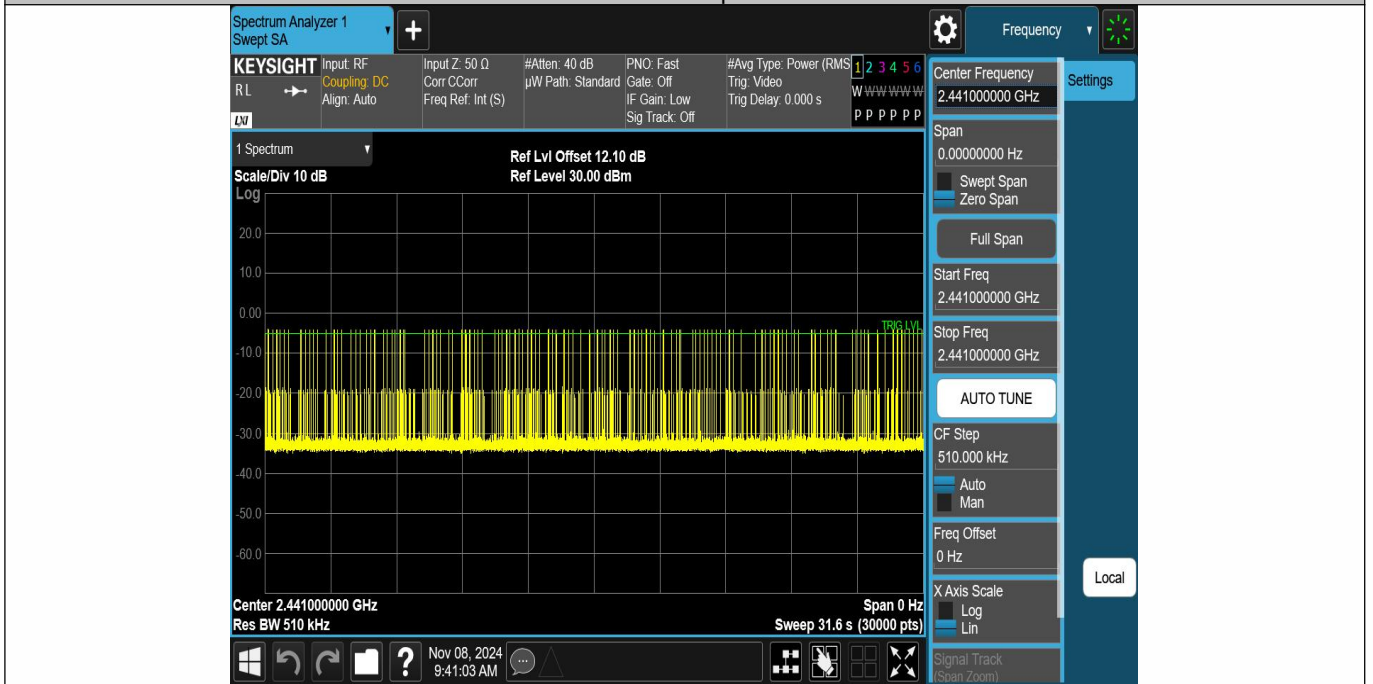 Spectrum Analyzer 1
Swept SA
+
Frequency
KEYSIGHT
RL
LXI
Input: RF
Coupling: DC
Align: Auto
Input Z: 50 Ω
Corr CCorr
Freq Ref: Int (S)
#Atten: 40 dB
µW Path: Standard
PNO: Fast
Gate: Off
IF Gain: Low
Sig Track: Off
#Avg Type: Power (RMS
Trig: Video
Trig Delay: 0.000 s
1 2 3 4 5 6
W W W W W W
P P P P P P
Center Frequency
2.441000000 GHz
Settings
Span
0.00000000 Hz
Swept Span
Zero Span
Full Span
Start Freq
2.441000000 GHz
Stop Freq
2.441000000 GHz
AUTO TUNE
CF Step
510.000 kHz
Auto
Man
Freq Offset
0 Hz
X Axis Scale
Log
Lin
Signal Track
(Span Zoom)
Local
1 Spectrum
Scale/Div 10 dB
Ref Lvl Offset 12.10 dB
Ref Level 30.00 dBm
Log
20.0
10.0
0.00
TRIG LVL
-10.0
-20.0
-30.0
-40.0
-50.0
-60.0
Center 2.441000000 GHz
Span 0 Hz
Res BW 510 kHz
Sweep 31.6 s (30000 pts)
?
Nov 08, 2024
9:41:03 AM